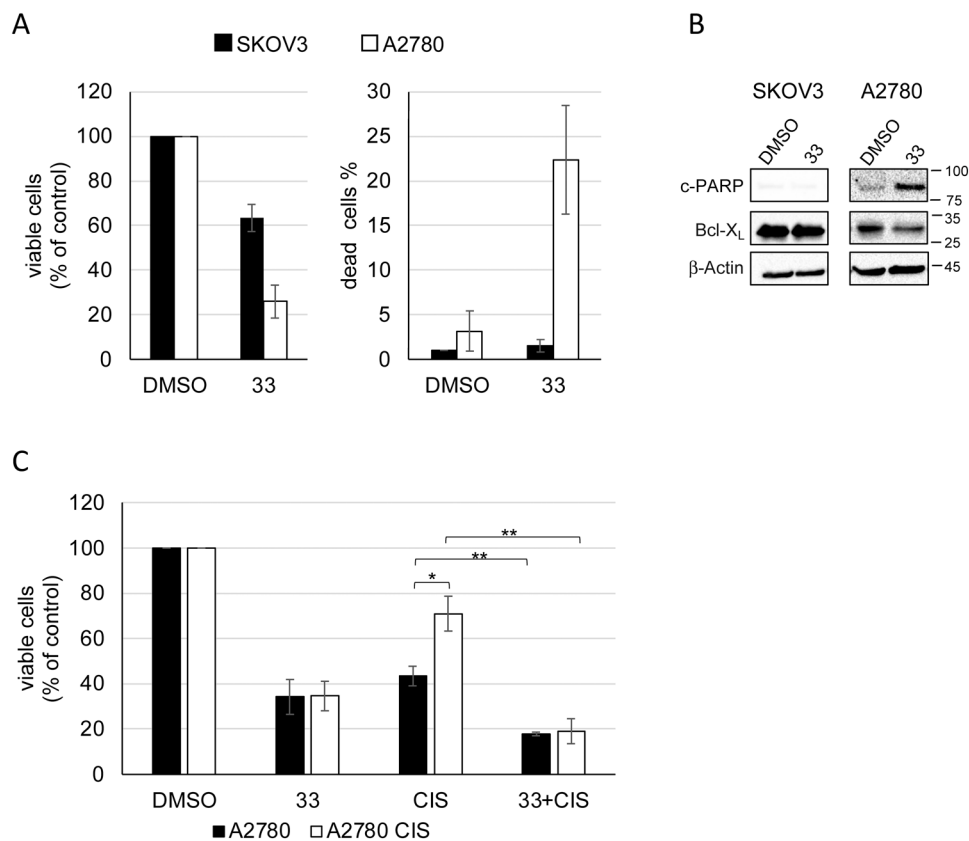 A
■ SKOV3 □ A2780
120
100
80
60
40
20
0
viable cells
(% of control)
DMSO 33
30
25
20
15
10
5
0
dead cells %
DMSO 33
B
SKOV3 A2780
DMSO 33 DMSO 33
c-PARP
100
75
Bcl-XL
35
25
β-Actin
45
C
120
100
80
60
40
20
0
viable cells
(% of control)
**
**
*
DMSO 33 CIS 33+CIS
■ A2780 □ A2780 CIS